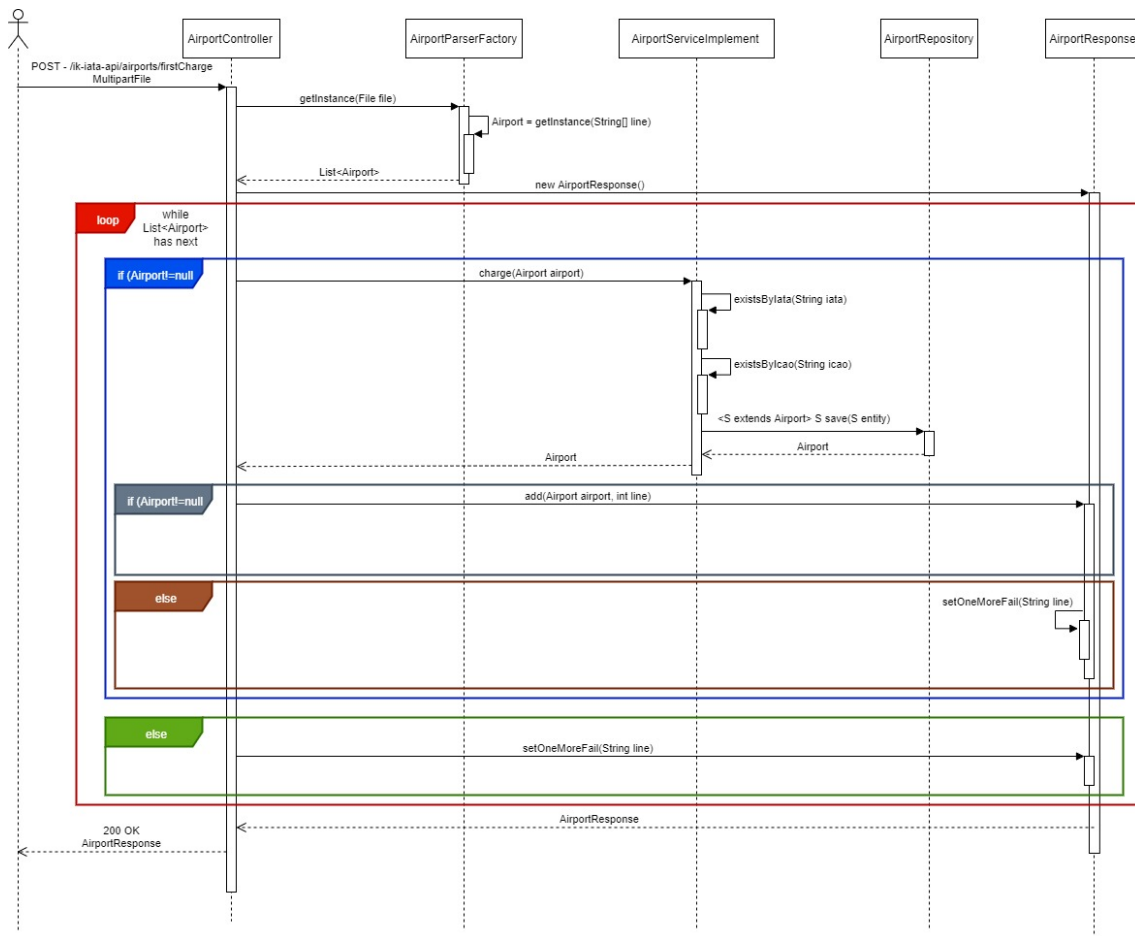 AirportController
AirportParserFactory
AirportServiceImplement
AirportRepository
AirportResponse
POST - /ik-iata-api/airports/firstCharge
MultipartFile
getInstance(File file)
Airport = getInstance(String[] line)
List<Airport>
new AirportResponse()
loop
while
List<Airport>
has next
if (Airport!=null
charge(Airport airport)
existsByIata(String iata)
existsByIcao(String icao)
<S extends Airport> S save(S entity)
Airport
Airport
if (Airport!=null
add(Airport airport, int line)
else
setOneMoreFail(String line)
else
setOneMoreFail(String line)
AirportResponse
200 OK
AirportResponse